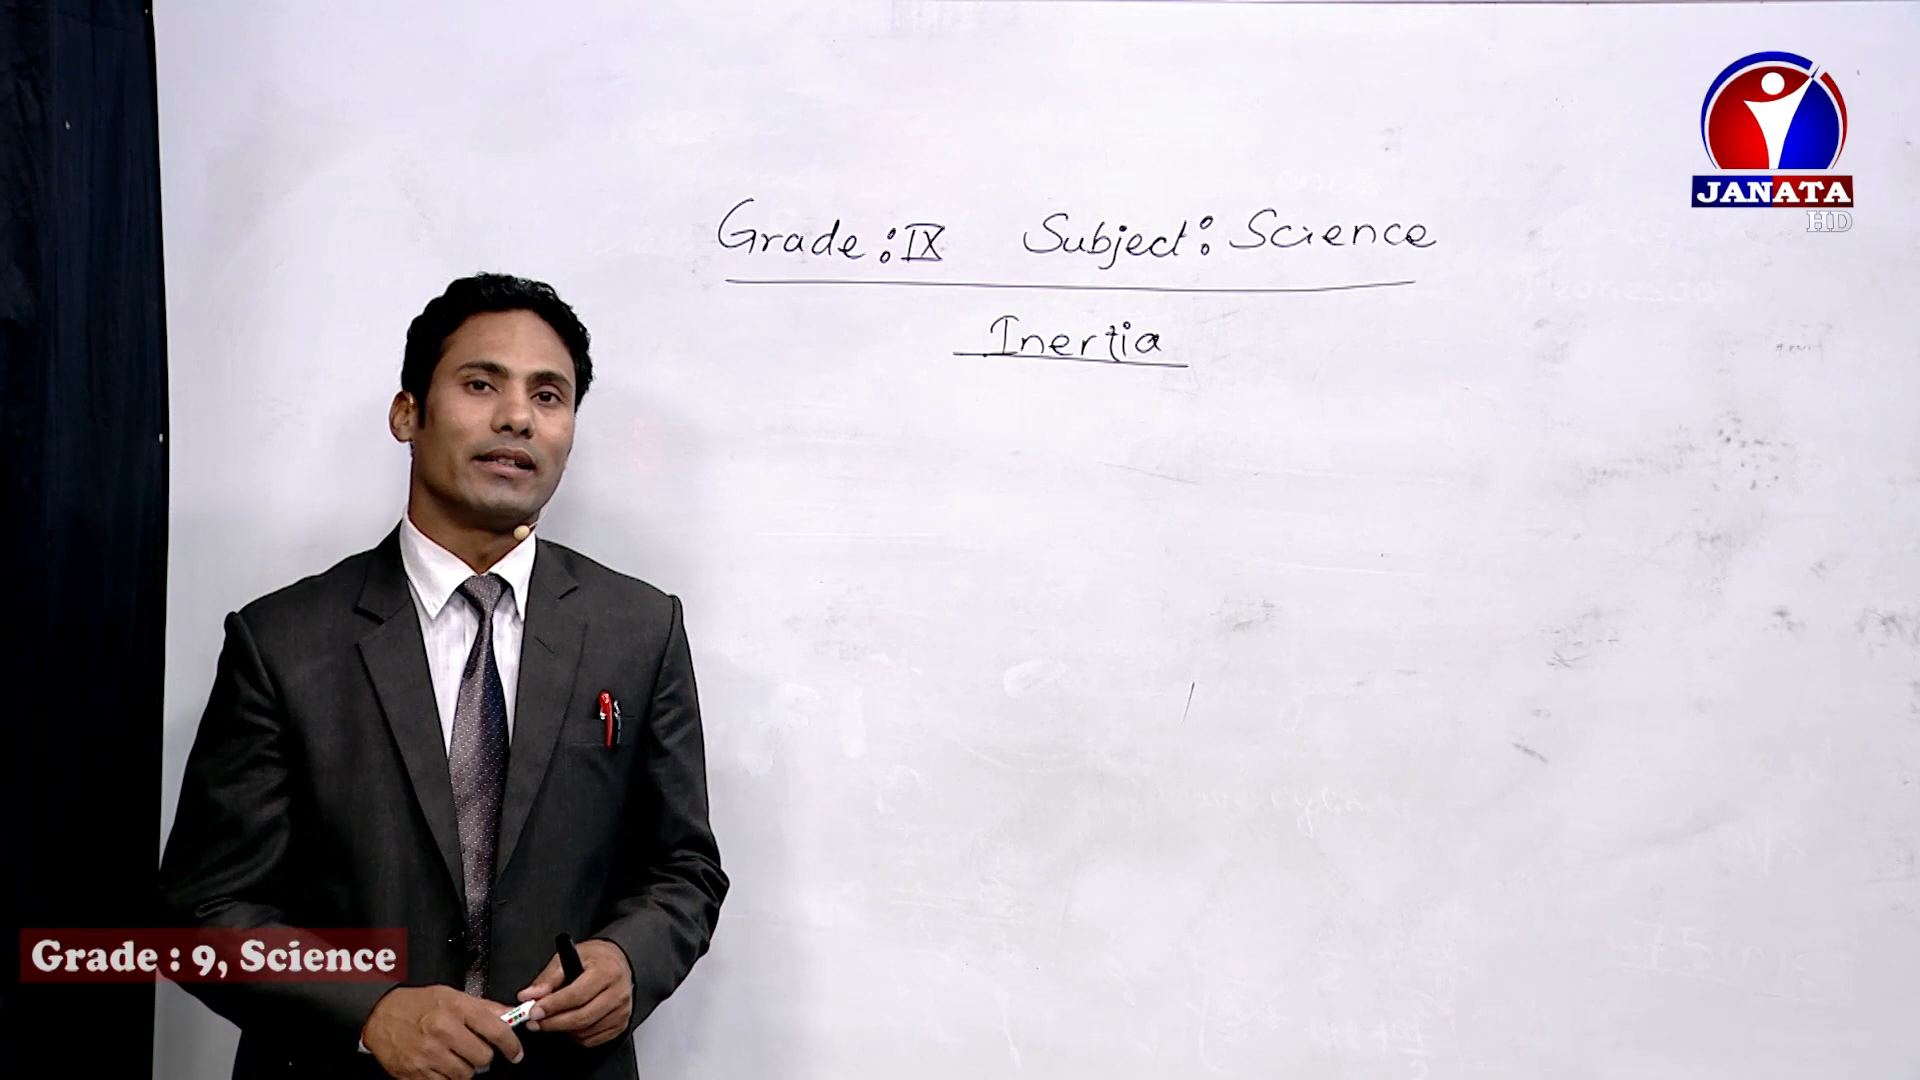 JANATA
HD
Grade : IX Subject : Science
Inertia
Grade : 9, Science